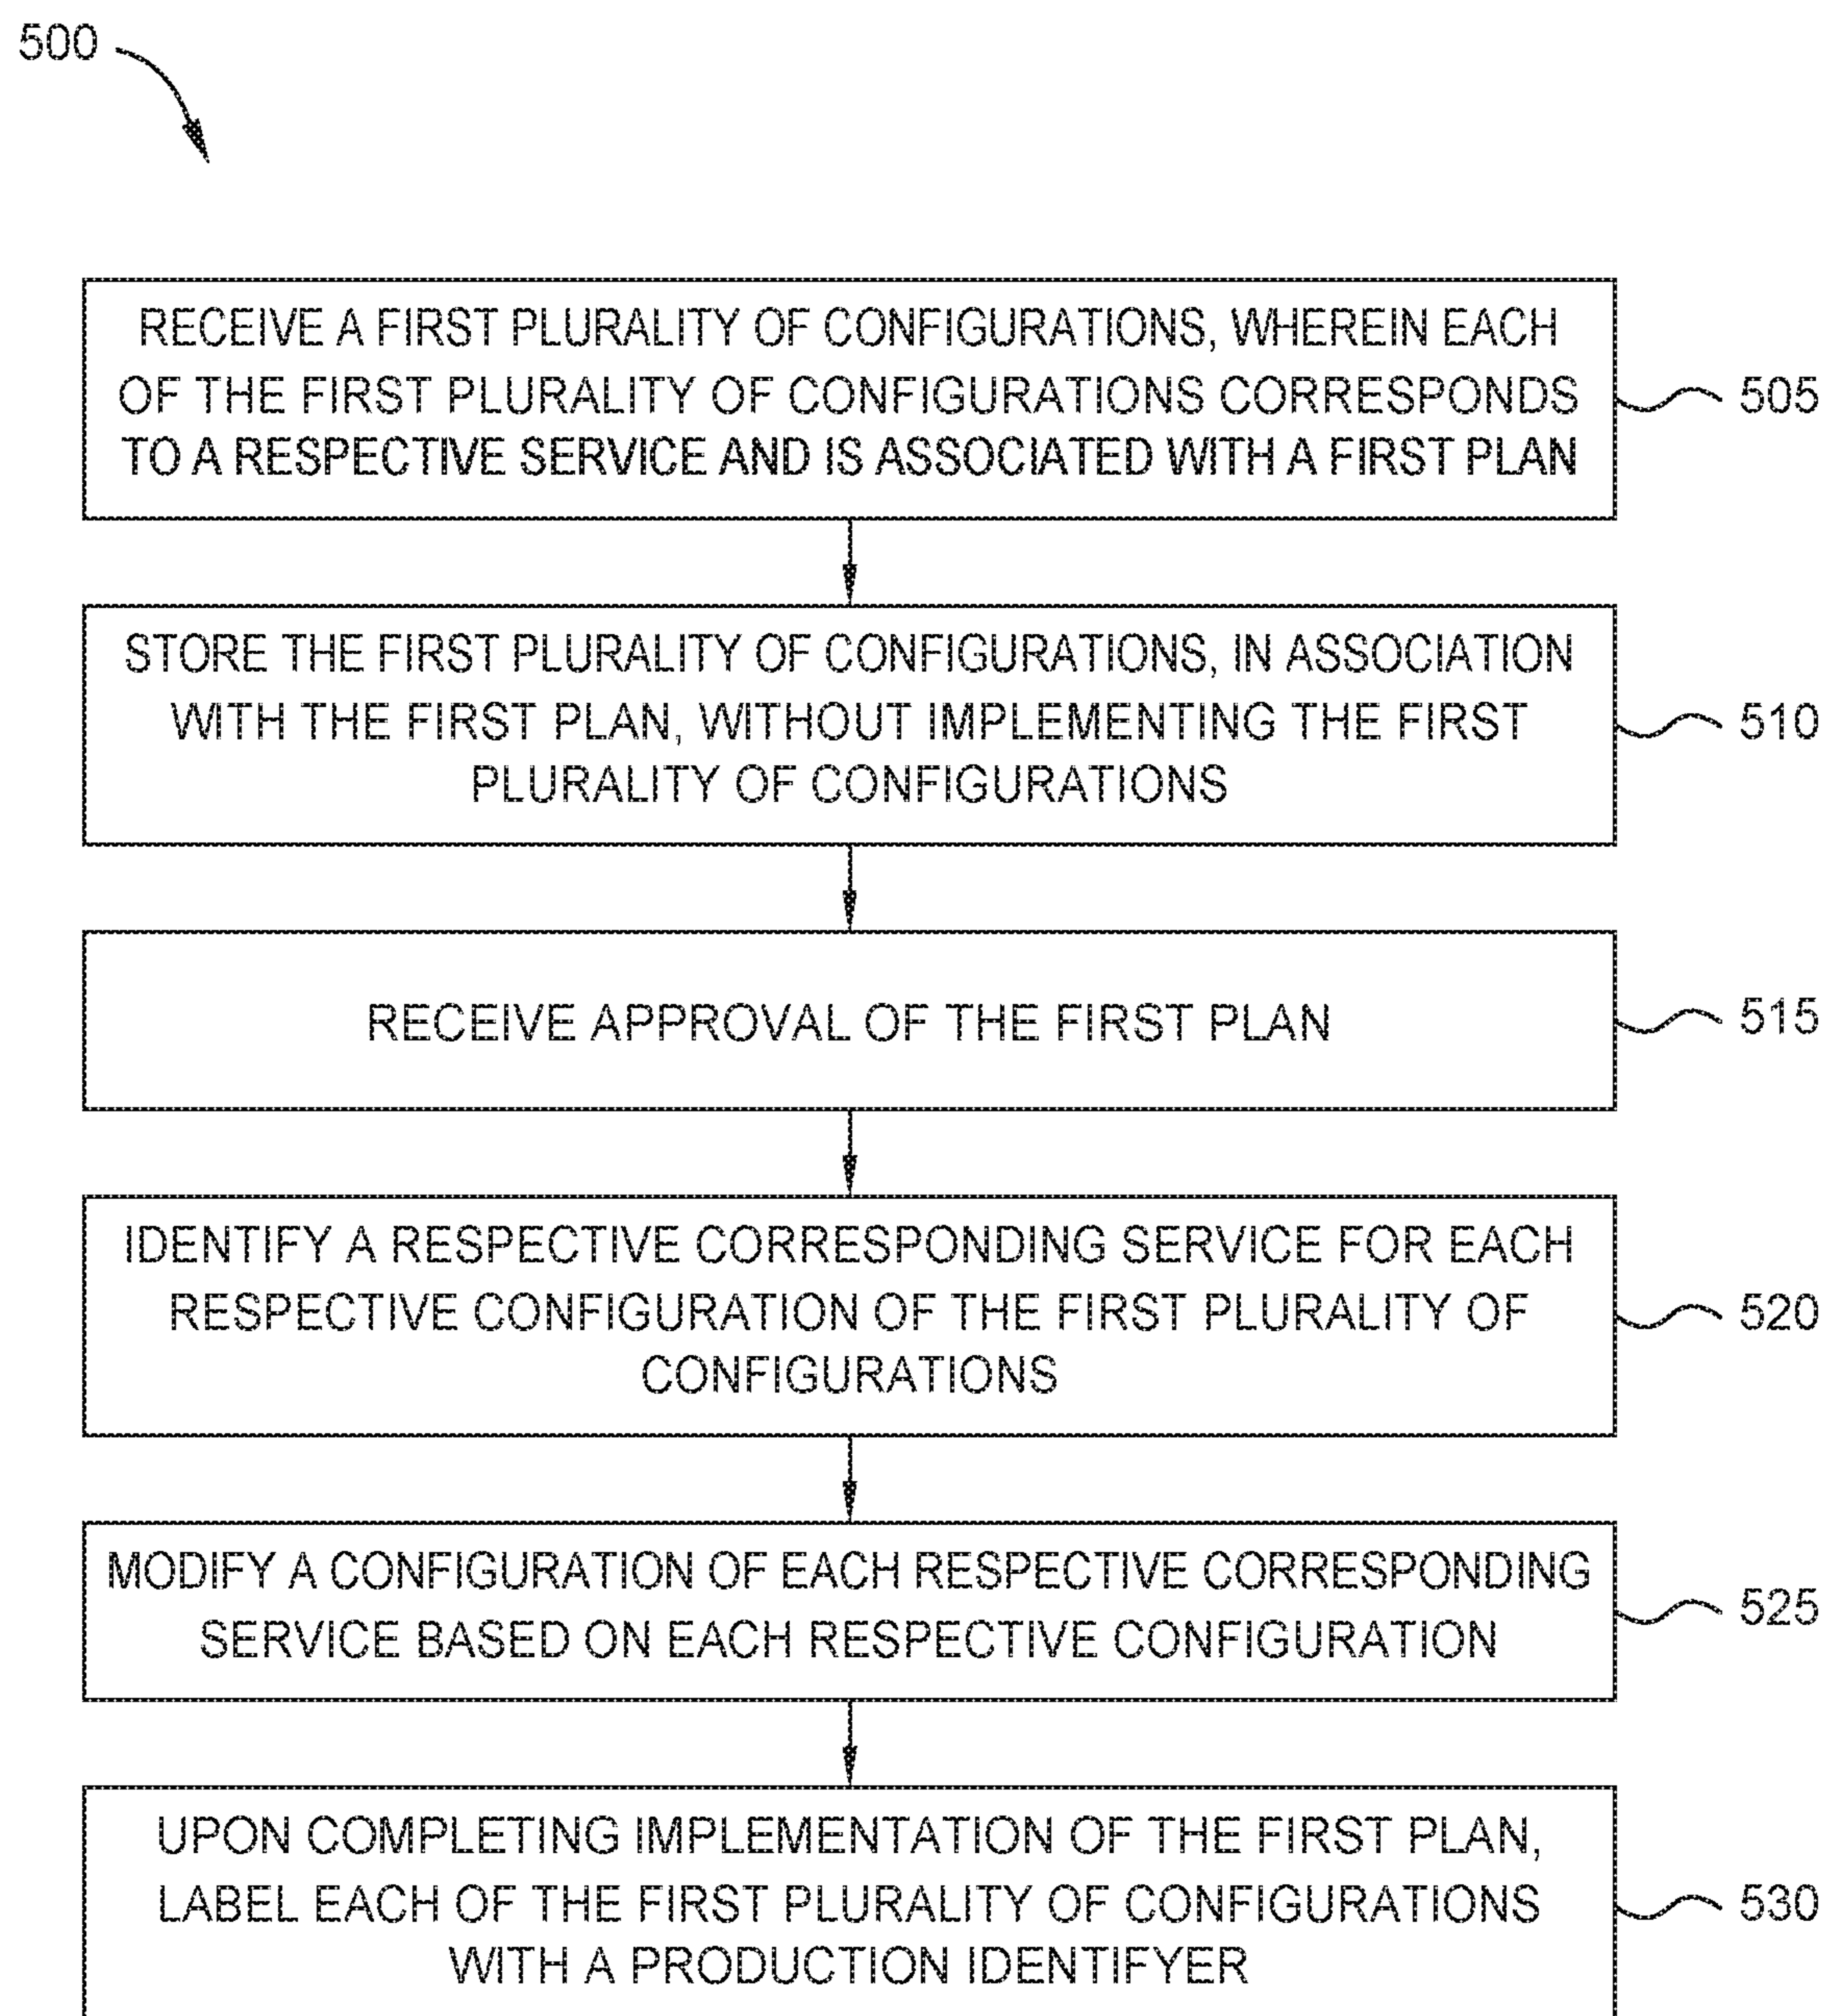 500
RECEIVE A FIRST PLURALITY OF CONFIGURATIONS, WHEREIN EACH
OF THE FIRST PLURALITY OF CONFIGURATIONS CORRESPONDS
TO A RESPECTIVE SERVICE AND IS ASSOCIATED WITH A FIRST PLAN
505
STORE THE FIRST PLURALITY OF CONFIGURATIONS, IN ASSOCIATION
WITH THE FIRST PLAN, WITHOUT IMPLEMENTING THE FIRST
PLURALITY OF CONFIGURATIONS
510
RECEIVE APPROVAL OF THE FIRST PLAN
515
IDENTIFY A RESPECTIVE CORRESPONDING SERVICE FOR EACH
RESPECTIVE CONFIGURATION OF THE FIRST PLURALITY OF
CONFIGURATIONS
520
MODIFY A CONFIGURATION OF EACH RESPECTIVE CORRESPONDING
SERVICE BASED ON EACH RESPECTIVE CONFIGURATION
525
UPON COMPLETING IMPLEMENTATION OF THE FIRST PLAN,
LABEL EACH OF THE FIRST PLURALITY OF CONFIGURATIONS
WITH A PRODUCTION IDENTIFYER
530